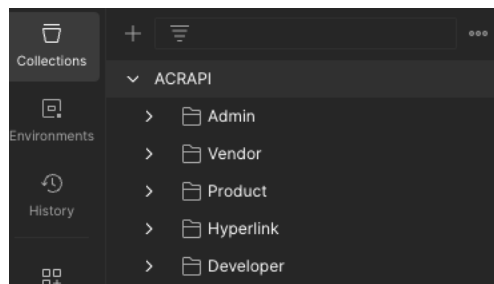 Collections
Environments
History
ACRAPI
Admin
Vendor
Product
Hyperlink
Developer